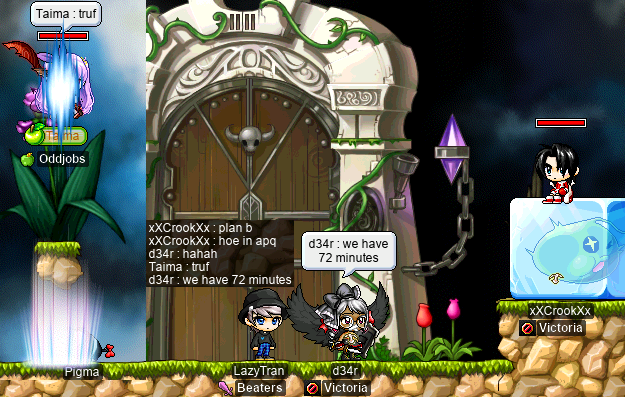 Taima : truf
Taima
Oddjobs
xXCrookXx : plan b
xXCrookXx : hoe in apq
d34r : hahah
Taima : truf
d34r : we have 72 minutes
d34r : we have
72 minutes
xXCrookXx
Victoria
Pigma
LazyTran
Beaters
d34r
Victoria